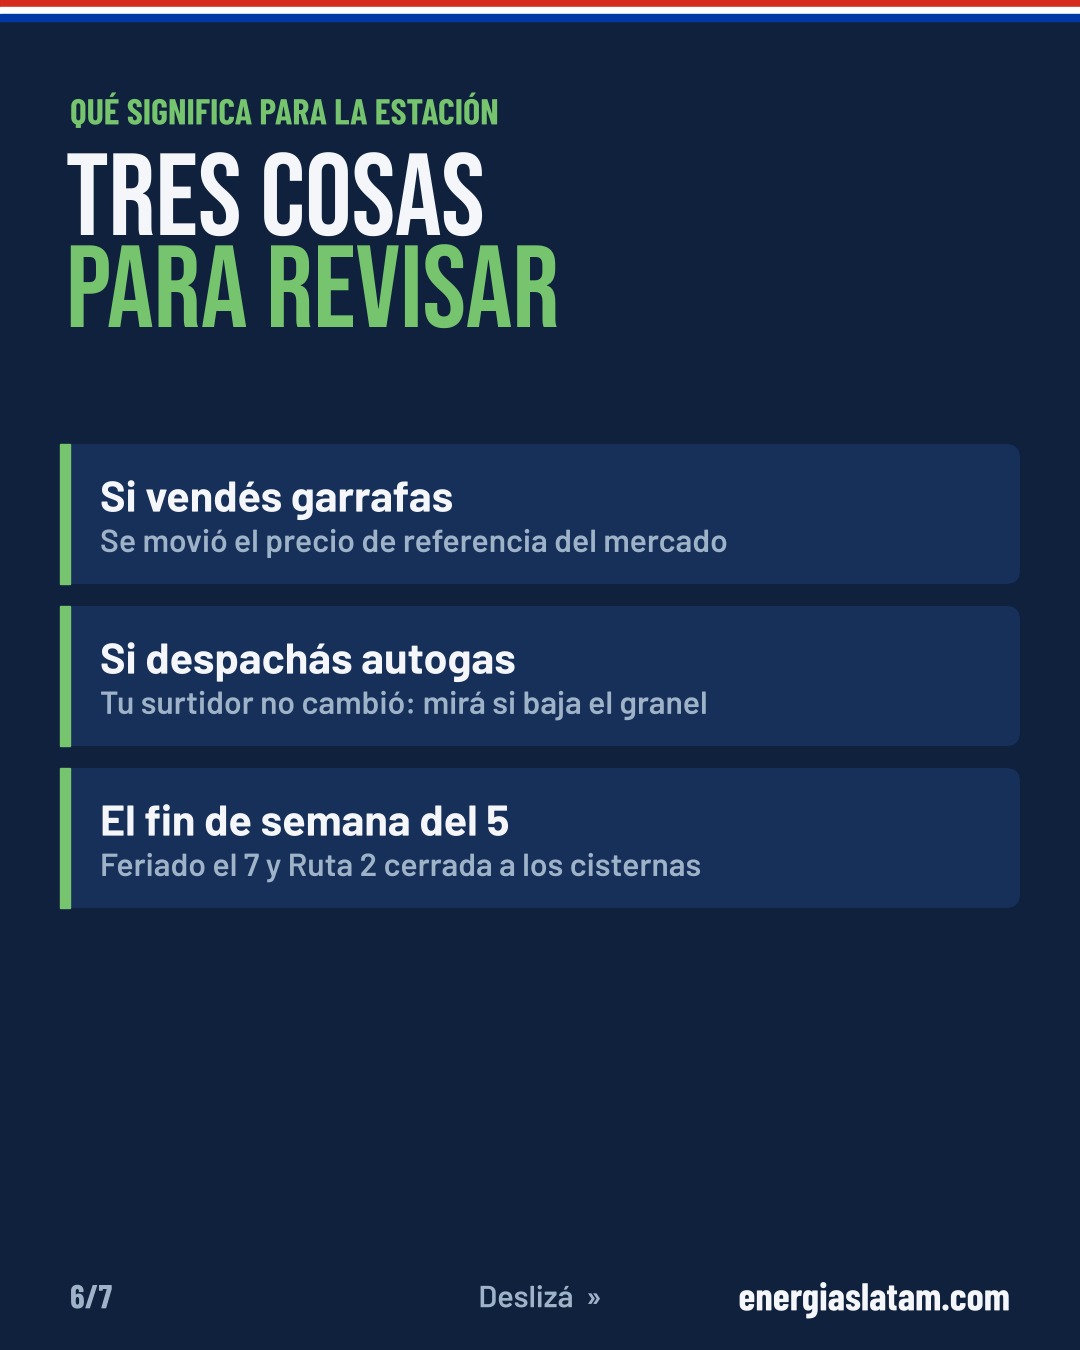 QUÉ SIGNIFICA PARA LA ESTACIÓN
TRES COSAS
PARA REVISAR
Si vendés garrafas
Se movió el precio de referencia del mercado
Si despachás autogas
Tu surtidor no cambió: mirá si baja el granel
El fin de semana del 5
Feriado el 7 y Ruta 2 cerrada a los cisternas
6/7
Deslizá »
energiaslatam.com